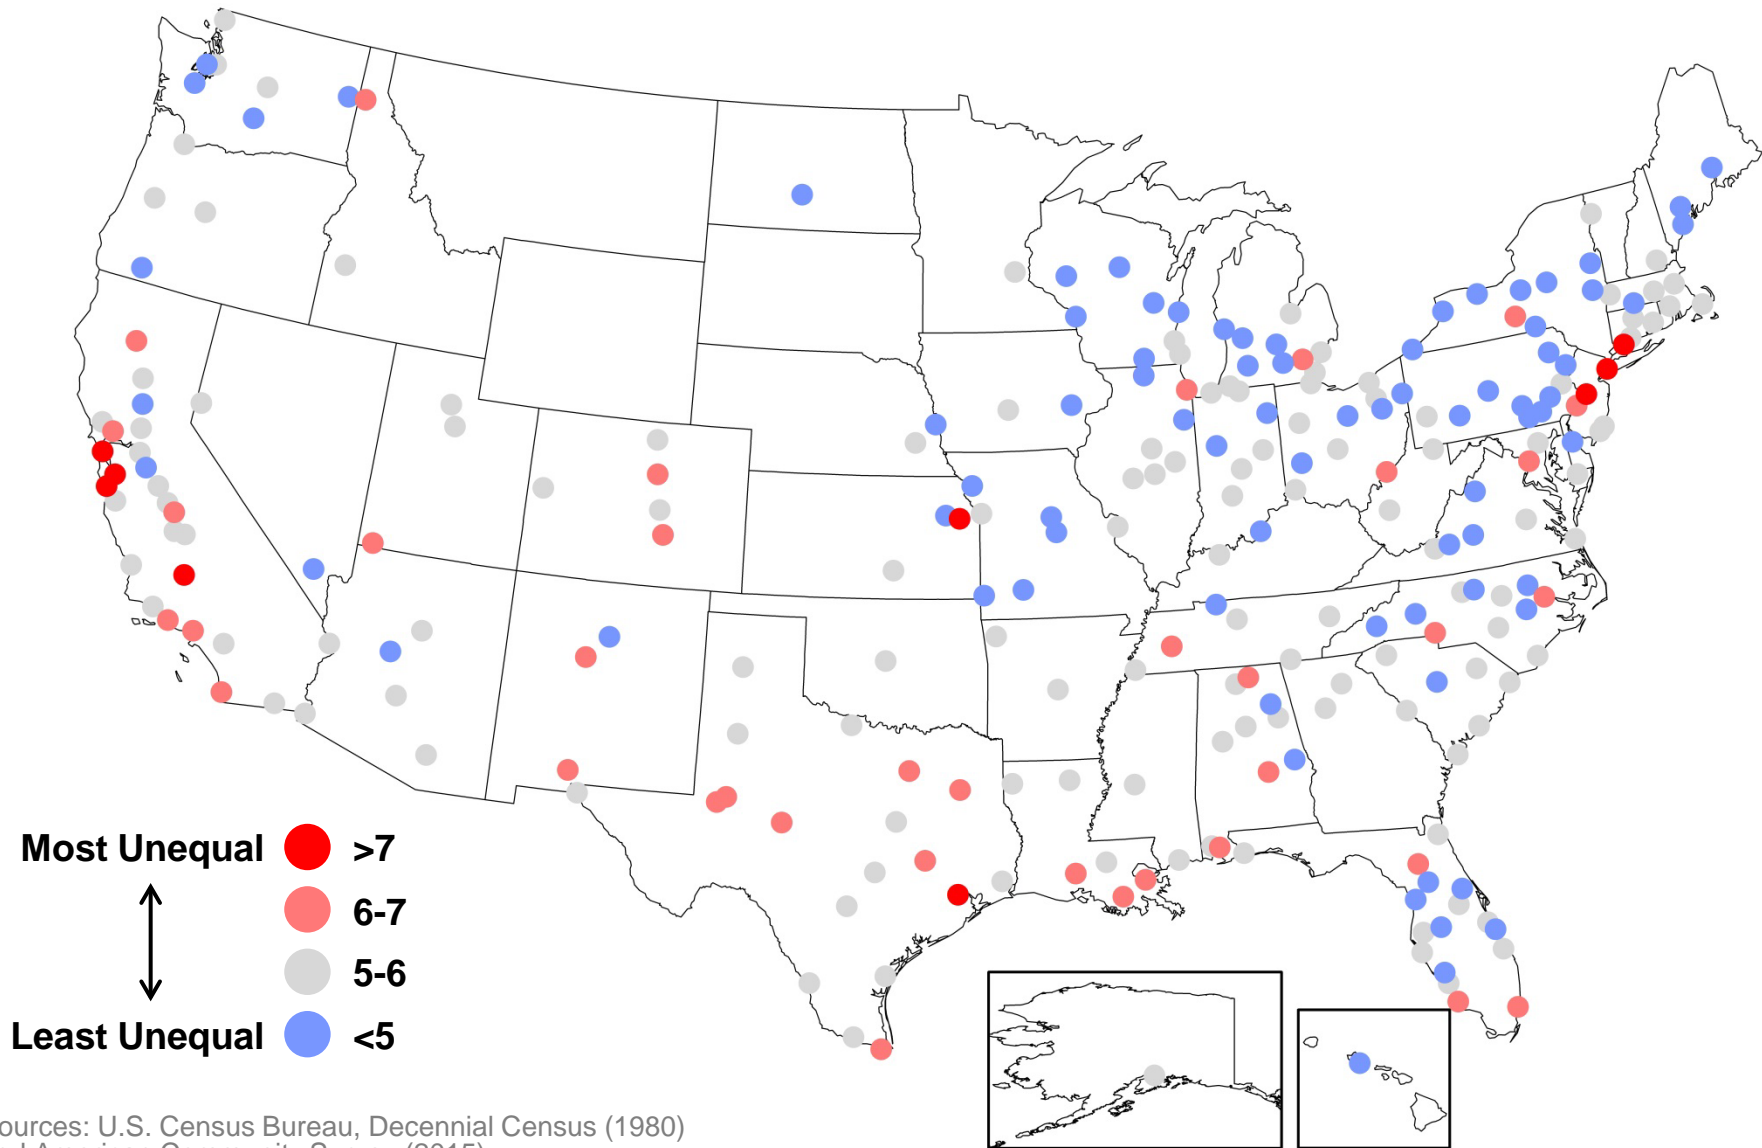 Most Unequal >7
6-7
5-6
Least Unequal <5
ources: U.S. Census Bureau, Decennial Census (1980)